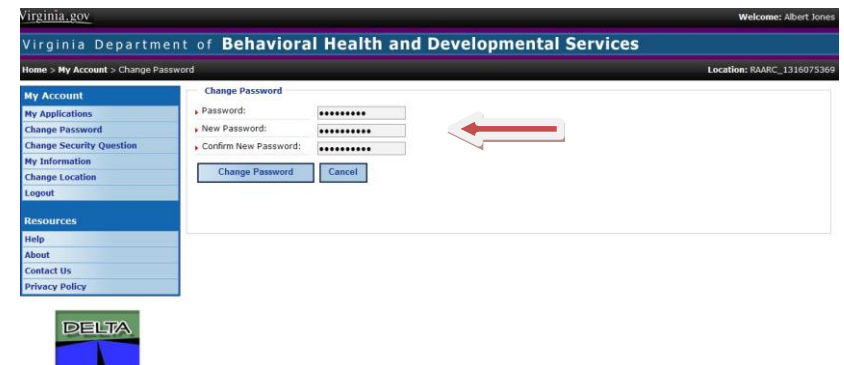 Virginia.gov
Welcome: Albert Jones
Virginia Department of Behavioral Health and Developmental Services
Home > My Account > Change Password
Location: RAARC_1316075369
My Account
My Applications
Change Password
Change Security Question
My Information
Change Location
Logout
Resources
Help
About
Contact Us
Privacy Policy
Change Password
Password: •••••••••
New Password: ••••••••••
Confirm New Password: ••••••••••
Change Password
Cancel
DELTA